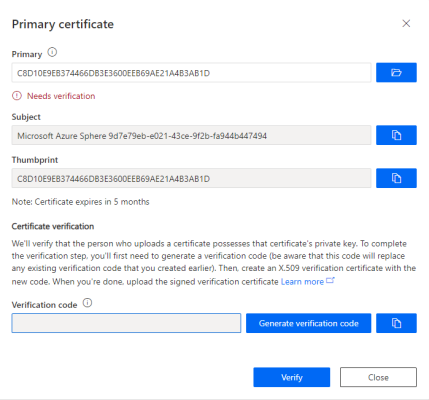 Primary certificate
Primary
C8D10E9EB374466DB3E3600EEB69AE21A4B3AB1D
Needs verification
Subject
Microsoft Azure Sphere 9d7e79eb-e021-43ce-9f2b-fa944b447494
Thumbprint
C8D10E9EB374466DB3E3600EEB69AE21A4B3AB1D
Note: Certificate expires in 5 months
Certificate verification
We'll verify that the person who uploads a certificate possesses that certificate's private key. To complete
the verification step, you'll first need to generate a verification code (be aware that this code will replace
any existing verification code that you created earlier). Then, create an X.509 verification certificate with the
new code. When you're done, upload the signed verification certificate Learn more
Verification code
Generate verification code
Verify Close